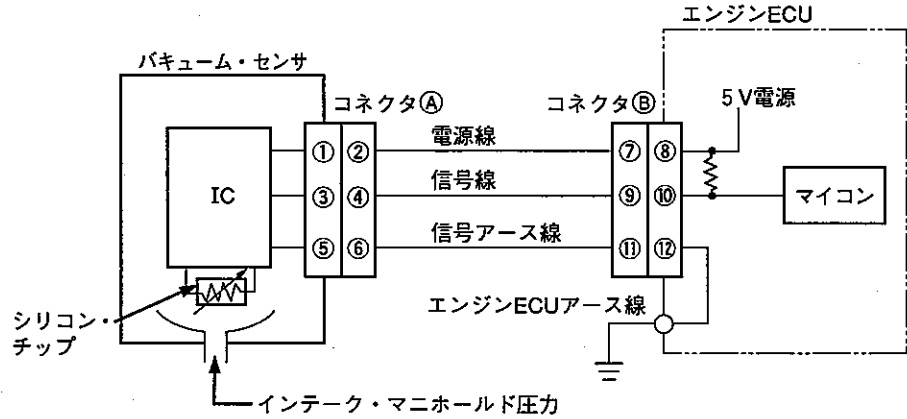 エンジンECU
バキューム・センサ
コネクタⒶ
コネクタⒷ
5V電源
電源線
① ② ⑦ ⑧
信号線
IC
③ ④ ⑨ ⑩
マイコン
信号アース線
⑤ ⑥ ⑪ ⑫
エンジンECUアース線
シリコン・
チップ
インテーク・マニホールド圧力